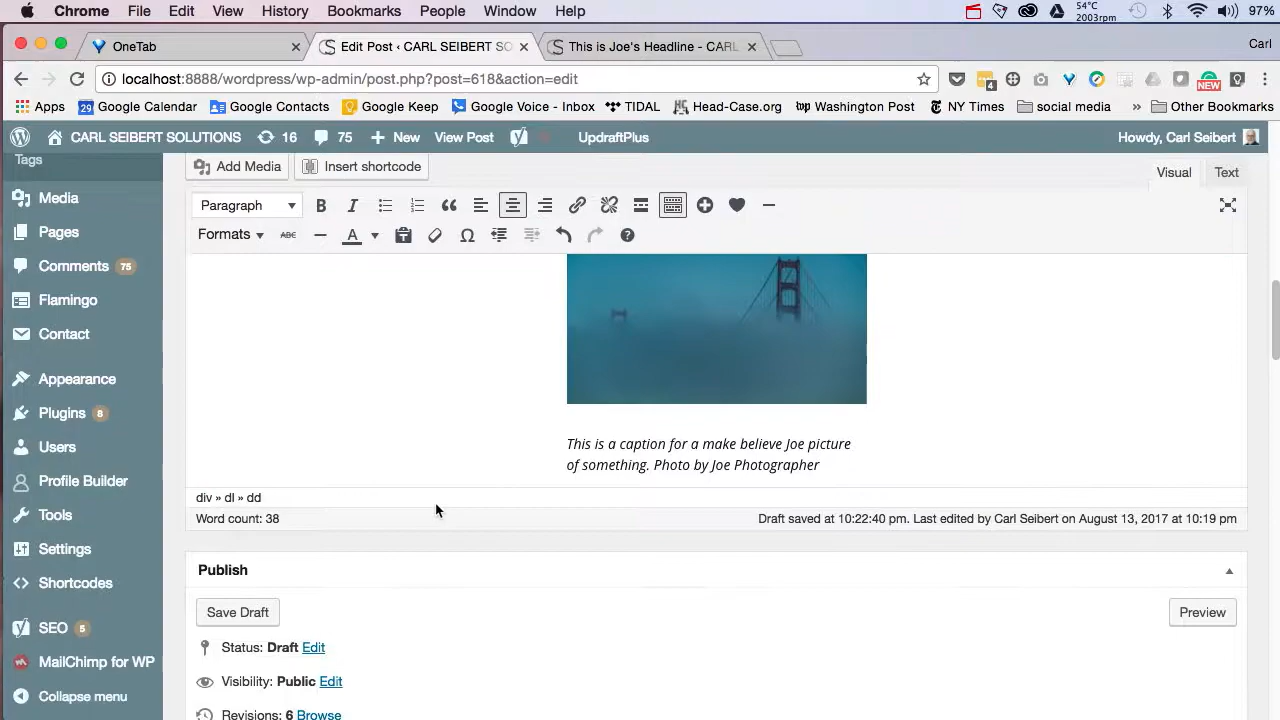 Chrome File Edit View History Bookmarks People Window Help 54°C 2003rpm 97%
OneTab Edit Post ‹ CARL SEIBERT SO This is Joe's Headline - CARL Carl
localhost:8888/wordpress/wp-admin/post.php?post=618&action=edit 4 NEW
Apps 29 Google Calendar Google Contacts Google Keep Google Voice - Inbox TIDAL Head-Case.org wp Washington Post NY Times social media » Other Bookmarks
CARL SEIBERT SOLUTIONS 16 75 New View Post UpdraftPlus Howdy, Carl Seibert
Tags
Add Media Insert shortcode Visual Text
Media
Paragraph B I
Pages
Formats ABC A Ω
Comments 75
Flamingo
Contact
Appearance
Plugins 8
Users
This is a caption for a make believe Joe picture
of something. Photo by Joe Photographer
Profile Builder
div » dl » dd
Tools
Word count: 38 Draft saved at 10:22:40 pm. Last edited by Carl Seibert on August 13, 2017 at 10:19 pm
Settings
Publish
Shortcodes
Save Draft Preview
SEO 5
Status: Draft Edit
MailChimp for WP
Visibility: Public Edit
Collapse menu
Revisions: 6 Browse